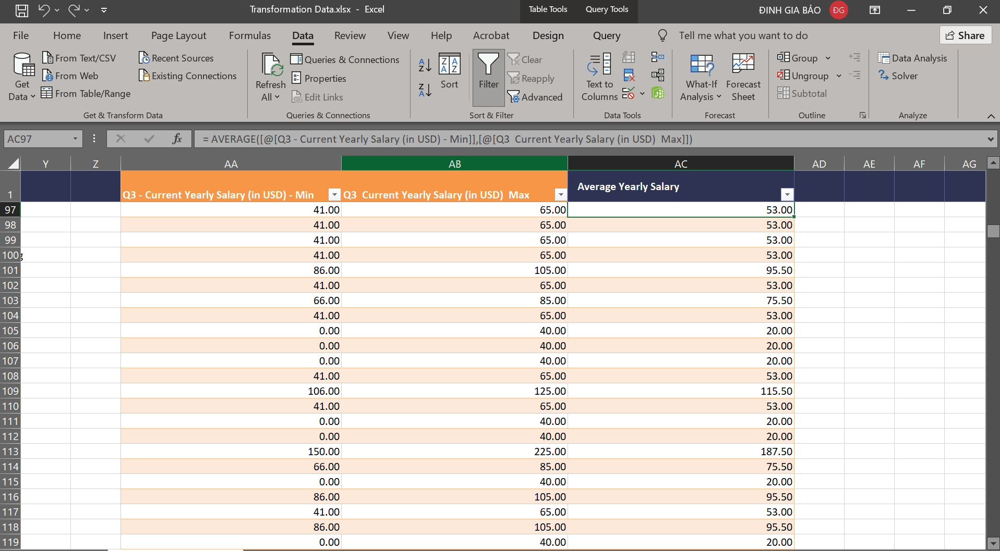 Transformation Data.xlsx - Excel
Table Tools Query Tools
ĐINH GIA BẢO ĐG
File Home Insert Page Layout Formulas Data Review View Help Acrobat Design Query Tell me what you want to do Share
Get Data
From Text/CSV
From Web
From Table/Range
Recent Sources
Existing Connections
Get & Transform Data
Refresh All
Queries & Connections
Properties
Edit Links
Queries & Connections
Sort
Filter
Clear
Reapply
Advanced
Sort & Filter
Text to Columns
Data Tools
What-If Analysis
Forecast Sheet
Forecast
Group
Ungroup
Subtotal
Outline
Data Analysis
Solver
Analyze
AC97 fx = AVERAGE([@[Q3 - Current Yearly Salary (in USD) - Min]],[@[Q3  Current Yearly Salary (in USD)  Max]])
Y Z AA AB AC AD AE AF AG
1 Q3 - Current Yearly Salary (in USD) - Min Q3  Current Yearly Salary (in USD)  Max Average Yearly Salary
97 41.00 65.00 53.00
98 41.00 65.00 53.00
99 41.00 65.00 53.00
100 g 41.00 65.00 53.00
101 86.00 105.00 95.50
102 41.00 65.00 53.00
103 66.00 85.00 75.50
104 41.00 65.00 53.00
105 0.00 40.00 20.00
106 0.00 40.00 20.00
107 0.00 40.00 20.00
108 41.00 65.00 53.00
109 106.00 125.00 115.50
110 41.00 65.00 53.00
111 0.00 40.00 20.00
112 0.00 40.00 20.00
113 150.00 225.00 187.50
114 66.00 85.00 75.50
115 0.00 40.00 20.00
116 86.00 105.00 95.50
117 41.00 65.00 53.00
118 86.00 105.00 95.50
119 0.00 40.00 20.00